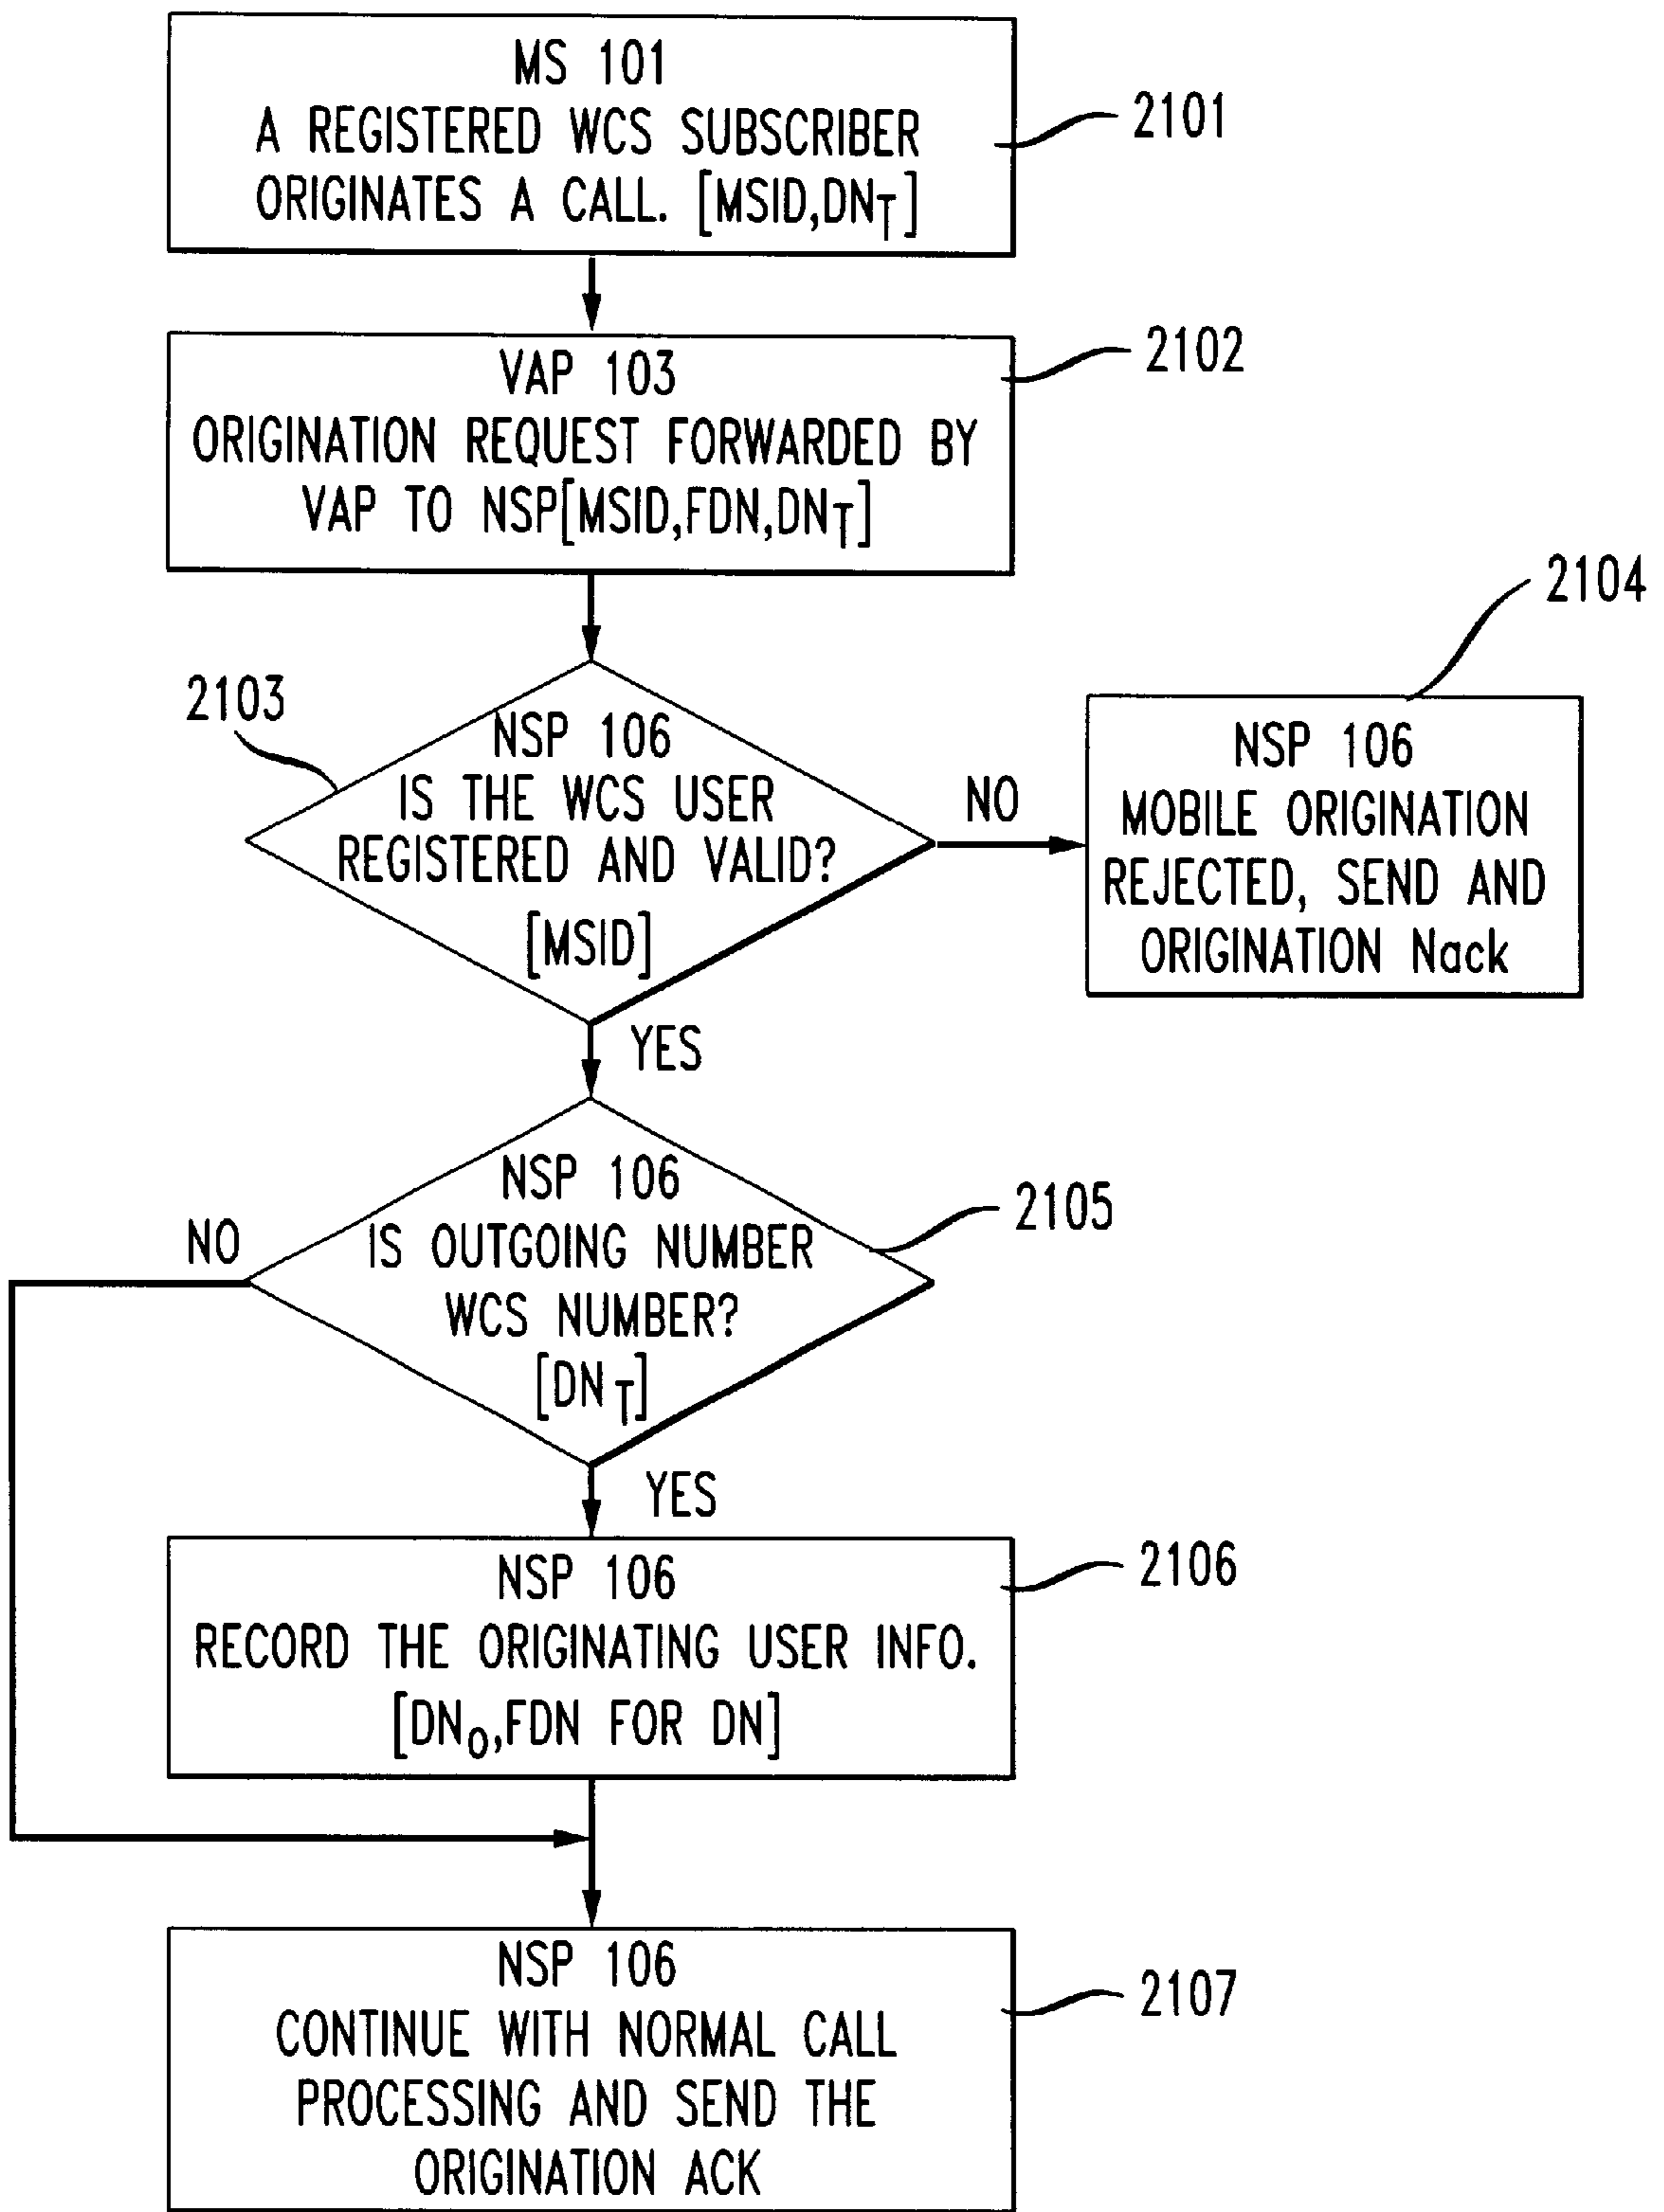 MS 101
A REGISTERED WCS SUBSCRIBER
ORIGINATES A CALL. [MSID,DNT]
2101
VAP 103
ORIGINATION REQUEST FORWARDED BY
VAP TO NSP[MSID,FDN,DNT]
2102
2103
NSP 106
IS THE WCS USER
REGISTERED AND VALID?
[MSID]
NO
YES
2104
NSP 106
MOBILE ORIGINATION
REJECTED, SEND AND
ORIGINATION Nack
NSP 106
IS OUTGOING NUMBER
WCS NUMBER?
[DNT]
2105
NO
YES
NSP 106
RECORD THE ORIGINATING USER INFO.
[DNO,FDN FOR DN]
2106
NSP 106
CONTINUE WITH NORMAL CALL
PROCESSING AND SEND THE
ORIGINATION ACK
2107